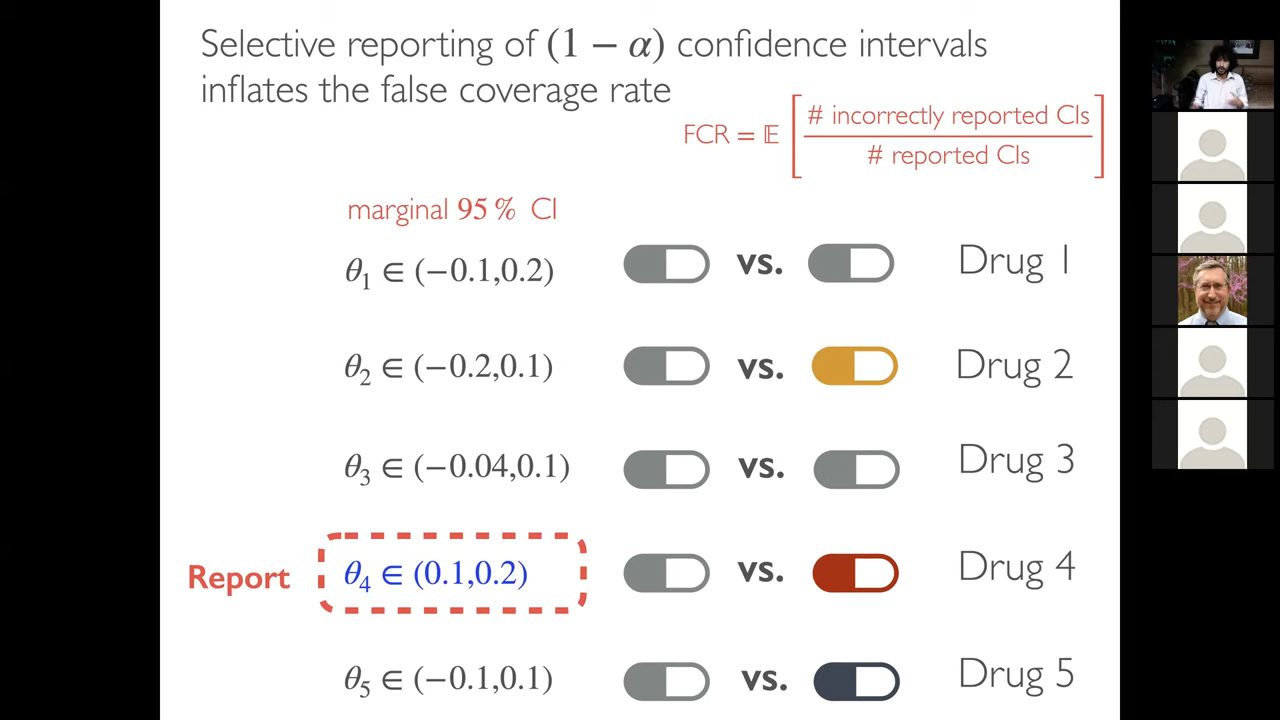 Selective reporting of (1 − α) confidence intervals
inflates the false coverage rate
FCR = 𝔼 [# incorrectly reported CIs / # reported CIs]
marginal 95 % CI
θ1 ∈ (−0.1,0.2) vs. Drug 1
θ2 ∈ (−0.2,0.1) vs. Drug 2
θ3 ∈ (−0.04,0.1) vs. Drug 3
Report θ4 ∈ (0.1,0.2) vs. Drug 4
θ5 ∈ (−0.1,0.1) vs. Drug 5